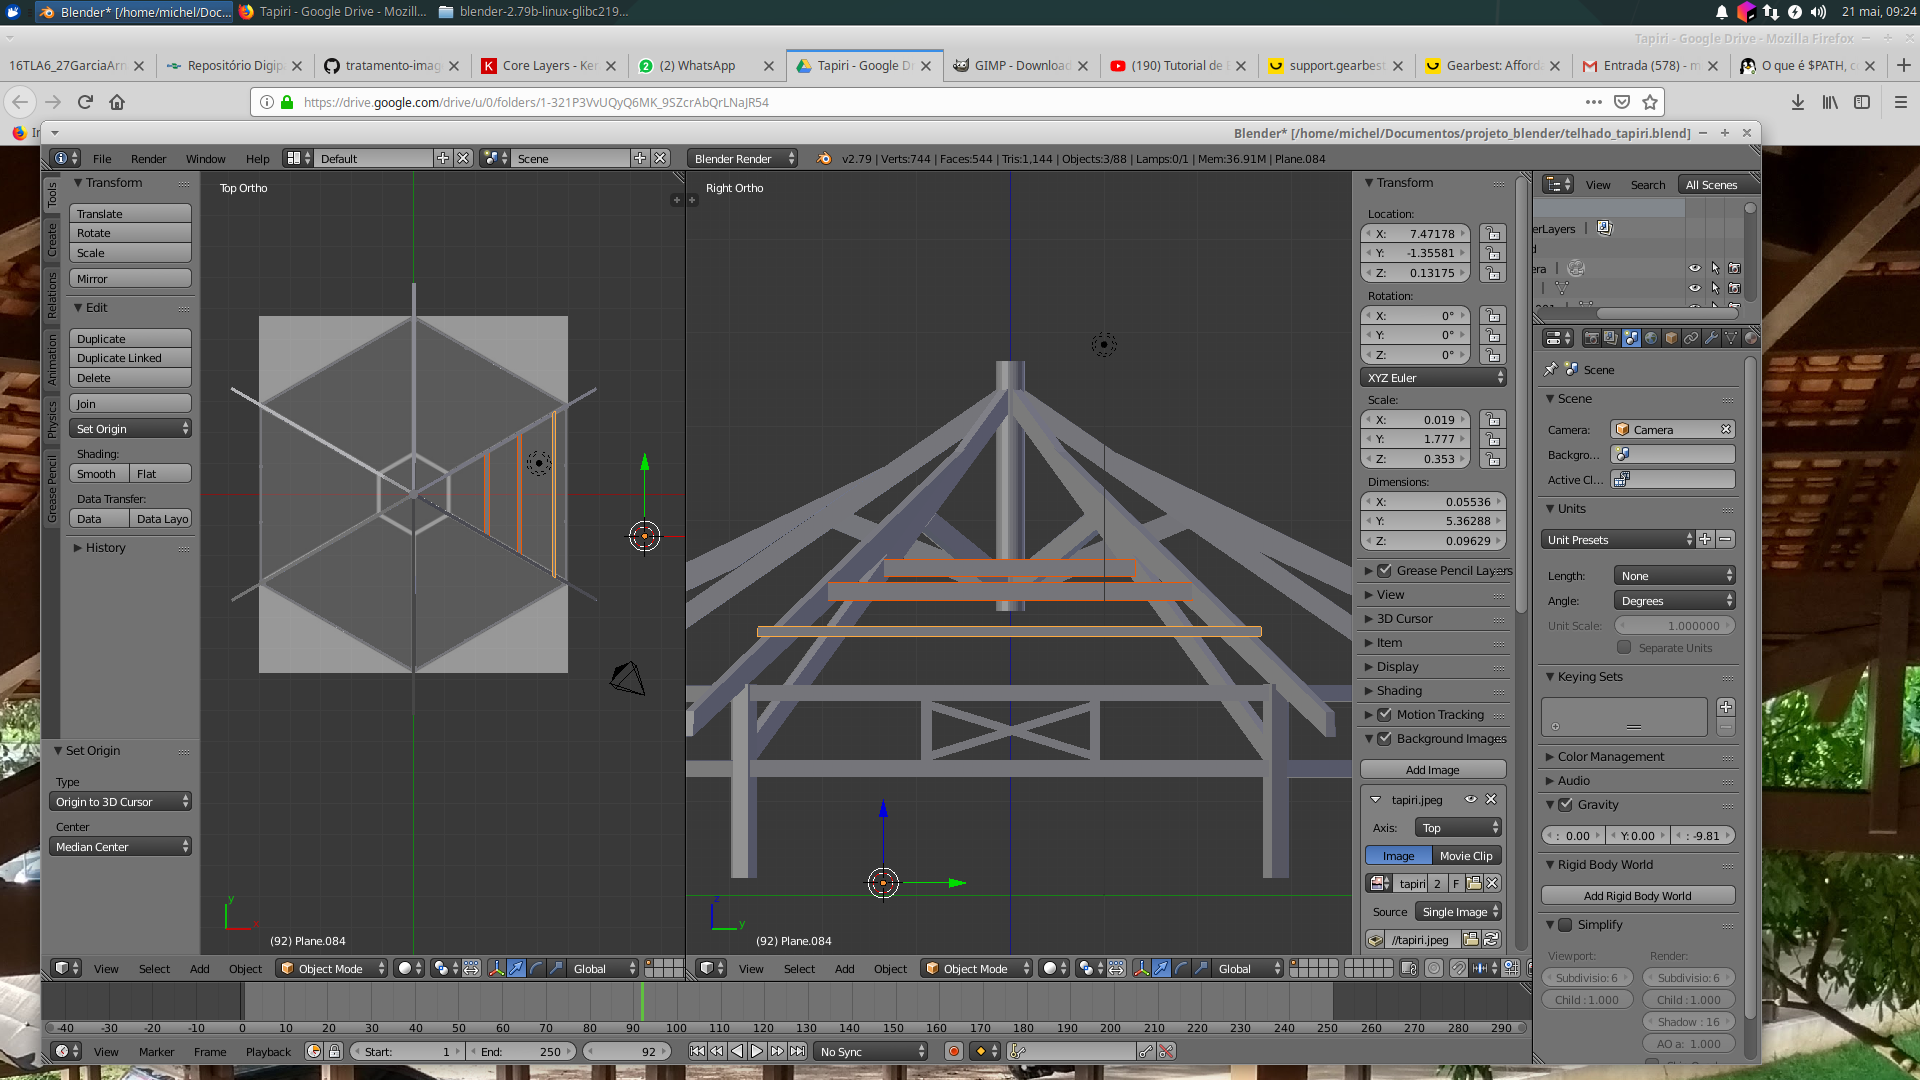 Blender* [/home/michel/Doc...
Tapiri - Google Drive - Mozill...
blender-2.79b-linux-glibc219...
21 mai, 09:24
Tapiri - Google Drive - Mozilla Firefox
16TLA6_27GarciaArn
Repositório Digi
tratamento-imag
Core Layers - Ker
(2) WhatsApp
Tapiri - Google Dr
GIMP - Download
(190) Tutorial de
support.gearbest
Gearbest: Afforda
Entrada (578) - m
O que é $PATH, c
https://drive.google.com/drive/u/0/folders/1-321P3VvUQyQ6MK_9SZcrAbQrLNaJR54
Blender* [/home/michel/Documentos/projeto_blender/telhado_tapiri.blend]
File
Render
Window
Help
Default
Scene
Blender Render
v2.79 | Verts:744 | Faces:544 | Tris:1,144 | Objects:3/88 | Lamps:0/1 | Mem:36.91M | Plane.084
Tools
Create
Relations
Animation
Physics
Grease Pencil
Transform
Translate
Rotate
Scale
Mirror
Edit
Duplicate
Duplicate Linked
Delete
Join
Set Origin
Shading:
Smooth
Flat
Data Transfer:
Data
Data Layo
History
Set Origin
Type
Origin to 3D Cursor
Center
Median Center
Top Ortho
(92) Plane.084
Right Ortho
(92) Plane.084
Transform
Location:
X: 7.47178
Y: -1.35581
Z: 0.13175
Rotation:
X: 0°
Y: 0°
Z: 0°
XYZ Euler
Scale:
X: 0.019
Y: 1.777
Z: 0.353
Dimensions:
X: 0.05536
Y: 5.36288
Z: 0.09629
Grease Pencil Layers
View
3D Cursor
Item
Display
Shading
Motion Tracking
Background Images
Add Image
tapiri.jpeg
Axis:
Top
Image
Movie Clip
tapiri
2
F
Source
Single Image
//tapiri.jpeg
View
Search
All Scenes
erLayers
d
era
Scene
Scene
Camera:
Camera
Backgro...
Active Cl...
Units
Unit Presets
Length:
None
Angle:
Degrees
Unit Scale:
1.000000
Separate Units
Keying Sets
Color Management
Audio
Gravity
: 0.00
Y: 0.00
: -9.81
Rigid Body World
Add Rigid Body World
Simplify
Viewport:
Render:
Subdivisio: 6
Subdivisio: 6
Child : 1.000
Child : 1.000
Shadow : 16
AO a: 1.000
View
Select
Add
Object
Object Mode
Global
View
Select
Add
Object
Object Mode
Global
-40 -30 -20 -10 0 10 20 30 40 50 60 70 80 90 100 110 120 130 140 150 160 170 180 190 200 210 220 230 240 250 260 270 280 290
View
Marker
Frame
Playback
Start: 1
End: 250
92
No Sync